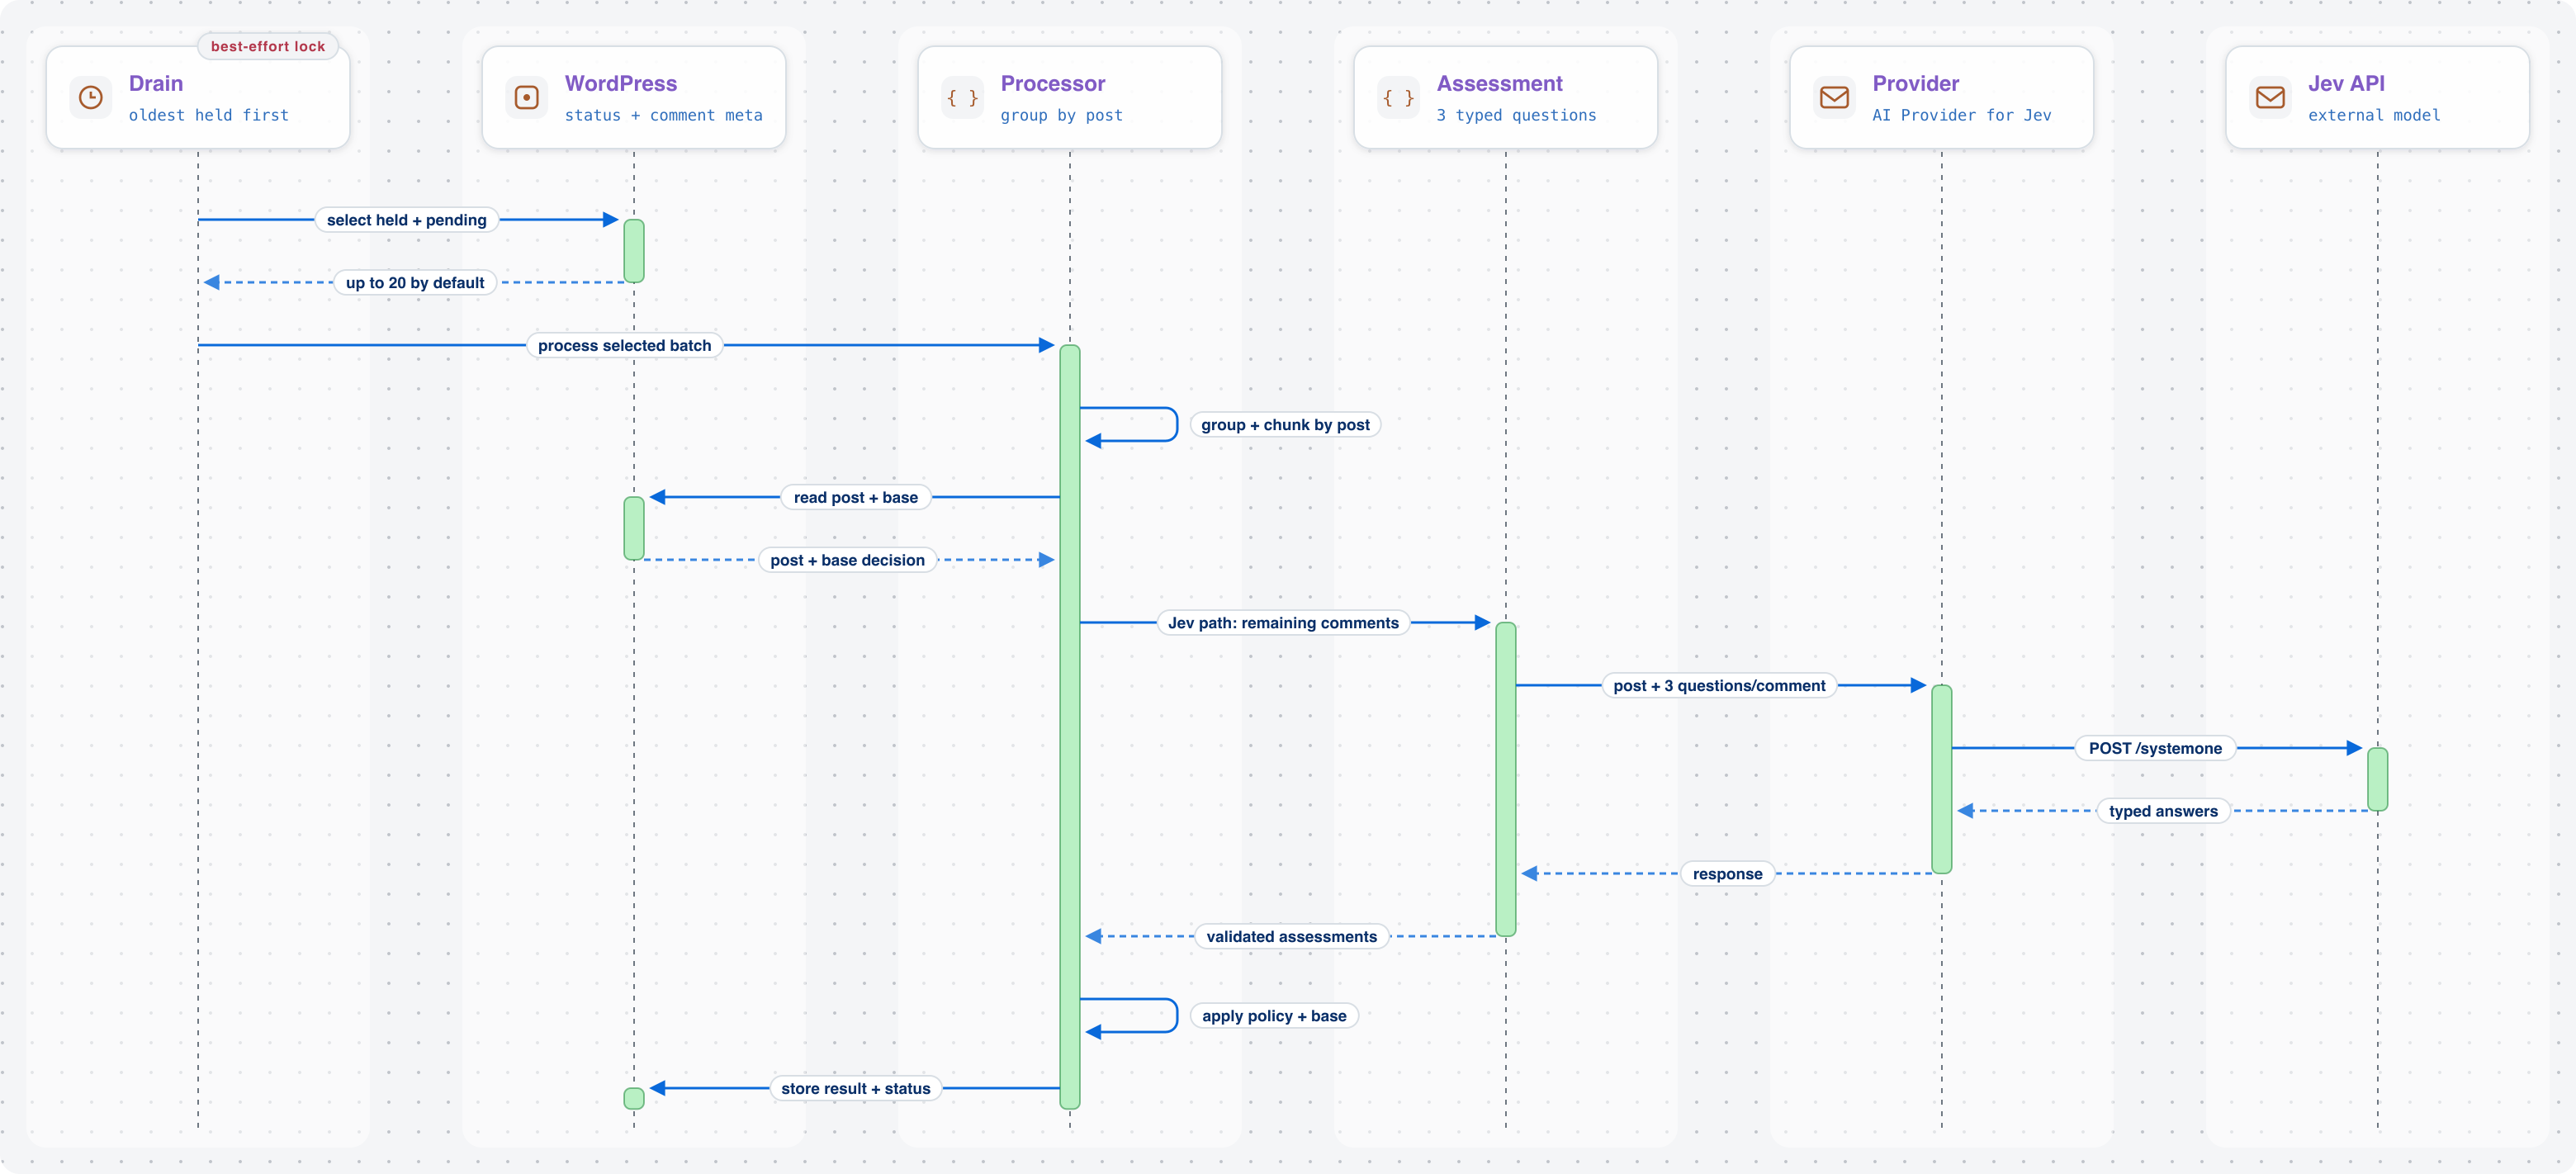 best-effort lock
Drain
oldest held first
WordPress
status + comment meta
{ }
Processor
group by post
{ }
Assessment
3 typed questions
Provider
AI Provider for Jev
Jev API
external model
select held + pending
up to 20 by default
process selected batch
group + chunk by post
read post + base
post + base decision
Jev path: remaining comments
post + 3 questions/comment
POST /systemone
typed answers
response
validated assessments
apply policy + base
store result + status